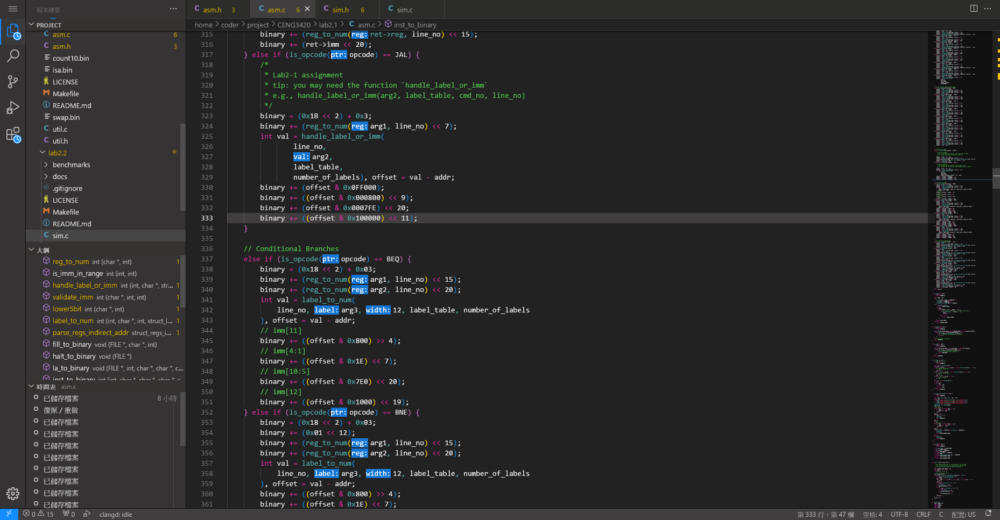 檔案總管
asm.h 3
asm.c 6
sim.h 6
sim.c
home > coder > project > CENG3420 > lab2.1 > asm.c > inst_to_binary
PROJECT
asm.c 6
asm.h 3
count10.bin
isa.bin
LICENSE
Makefile
README.md
swap.bin
util.c
util.h
lab2.2
benchmarks
docs
.gitignore
LICENSE
Makefile
README.md
sim.c
大綱
reg_to_num int (char *, int) 1
is_imm_in_range int (int, int)
handle_label_or_imm int (int, char *, str... 1
validate_imm int (char *, int, int) 1
lower5bit int (char *, int) 1
label_to_num int (int, char *, int, struct_l... 1
parse_regs_indirect_addr struct_regs_i... 1
fill_to_binary void (FILE *, char *, int)
halt_to_binary void (FILE *)
la_to_binary void (FILE *, int, char *, char *, c...
inst_to_binary int (int, char *, char *, char *, c
時間表 asm.c
已儲存檔案 8 小時
復原 / 重做
已儲存檔案
已儲存檔案
已儲存檔案
已儲存檔案
已儲存檔案
已儲存檔案
已儲存檔案
已儲存檔案
315 binary += (reg_to_num(reg: ret->reg, line_no) << 15);
316 binary += (ret->imm << 20);
317 } else if (is_opcode(ptr: opcode) == JAL) {
318 /*
319 * Lab2-1 assignment
320 * tip: you may need the function `handle_label_or_imm`
321 * e.g., handle_label_or_imm(arg2, label_table, cmd_no, line_no)
322 */
323 binary = (0x1B << 2) + 0x3;
324 binary += (reg_to_num(reg: arg1, line_no) << 7);
325 int val = handle_label_or_imm(
326 line_no,
327 val: arg2,
328 label_table,
329 number_of_labels), offset = val - addr;
330 binary += (offset & 0x0FF000);
331 binary += ((offset & 0x000800) << 9);
332 binary += (offset & 0x0007FE) << 20;
333 binary += ((offset & 0x100000) << 11);
334 }
335
336 // Conditional Branches
337 else if (is_opcode(ptr: opcode) == BEQ) {
338 binary = (0x18 << 2) + 0x03;
339 binary += (reg_to_num(reg: arg1, line_no) << 15);
340 binary += (reg_to_num(reg: arg2, line_no) << 20);
341 int val = label_to_num(
342 line_no, label: arg3, width: 12, label_table, number_of_labels
343 ), offset = val - addr;
344 // imm[11]
345 binary += ((offset & 0x800) >> 4);
346 // imm[4:1]
347 binary += ((offset & 0x1E) << 7);
348 // imm[10:5]
349 binary += ((offset & 0x7E0) << 20);
350 // imm[12]
351 binary += ((offset & 0x1000) << 19);
352 } else if (is_opcode(ptr: opcode) == BNE) {
353 binary = (0x18 << 2) + 0x03;
354 binary += (0x01 << 12);
355 binary += (reg_to_num(reg: arg1, line_no) << 15);
356 binary += (reg_to_num(reg: arg2, line_no) << 20);
357 int val = label_to_num(
358 line_no, label: arg3, width: 12, label_table, number_of_labels
359 ), offset = val - addr;
360 binary += ((offset & 0x800) >> 4);
361 binary += ((offset & 0x1E) << 7);
0 15 0 clangd: idle
第 333 行，第 47 欄 空格: 4 UTF-8 CRLF C 配置: US